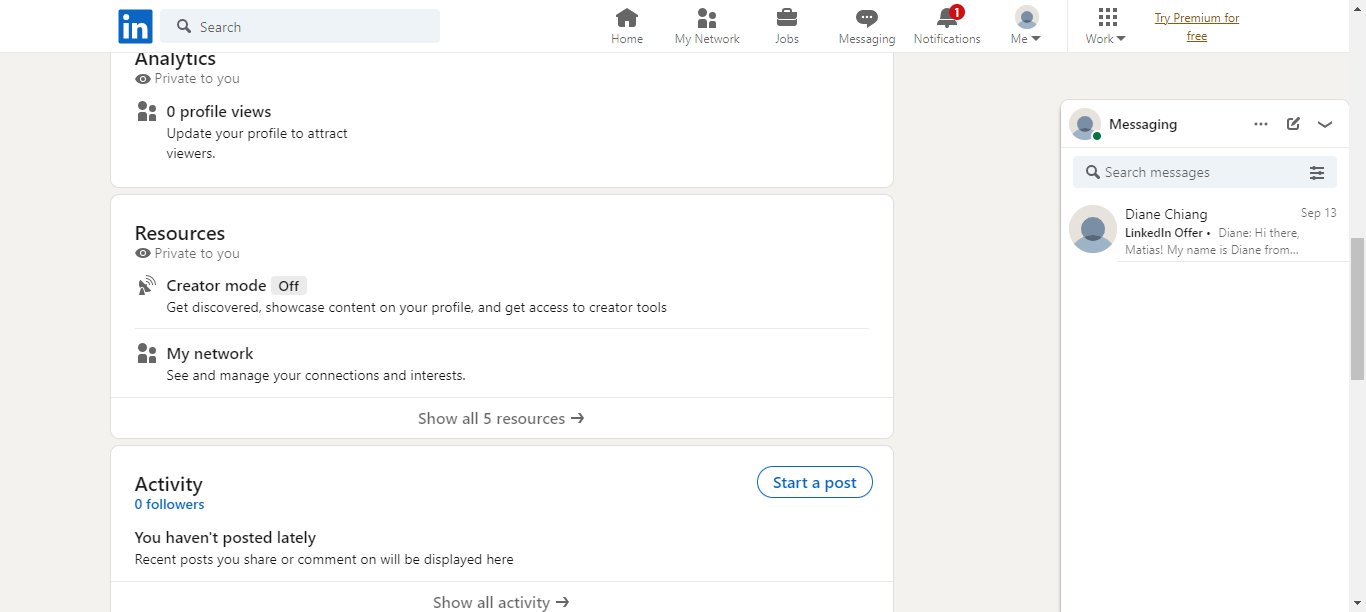 in
Search
Home
My Network
Jobs
Messaging
1
Notifications
Me
Work
Try Premium for
free
Analytics
Private to you
0 profile views
Update your profile to attract
viewers.
Resources
Private to you
Creator mode Off
Get discovered, showcase content on your profile, and get access to creator tools
My network
See and manage your connections and interests.
Show all 5 resources →
Activity
0 followers
Start a post
You haven't posted lately
Recent posts you share or comment on will be displayed here
Show all activity →
Messaging
Search messages
Diane Chiang
Sep 13
LinkedIn Offer • Diane: Hi there,
Matias! My name is Diane from...